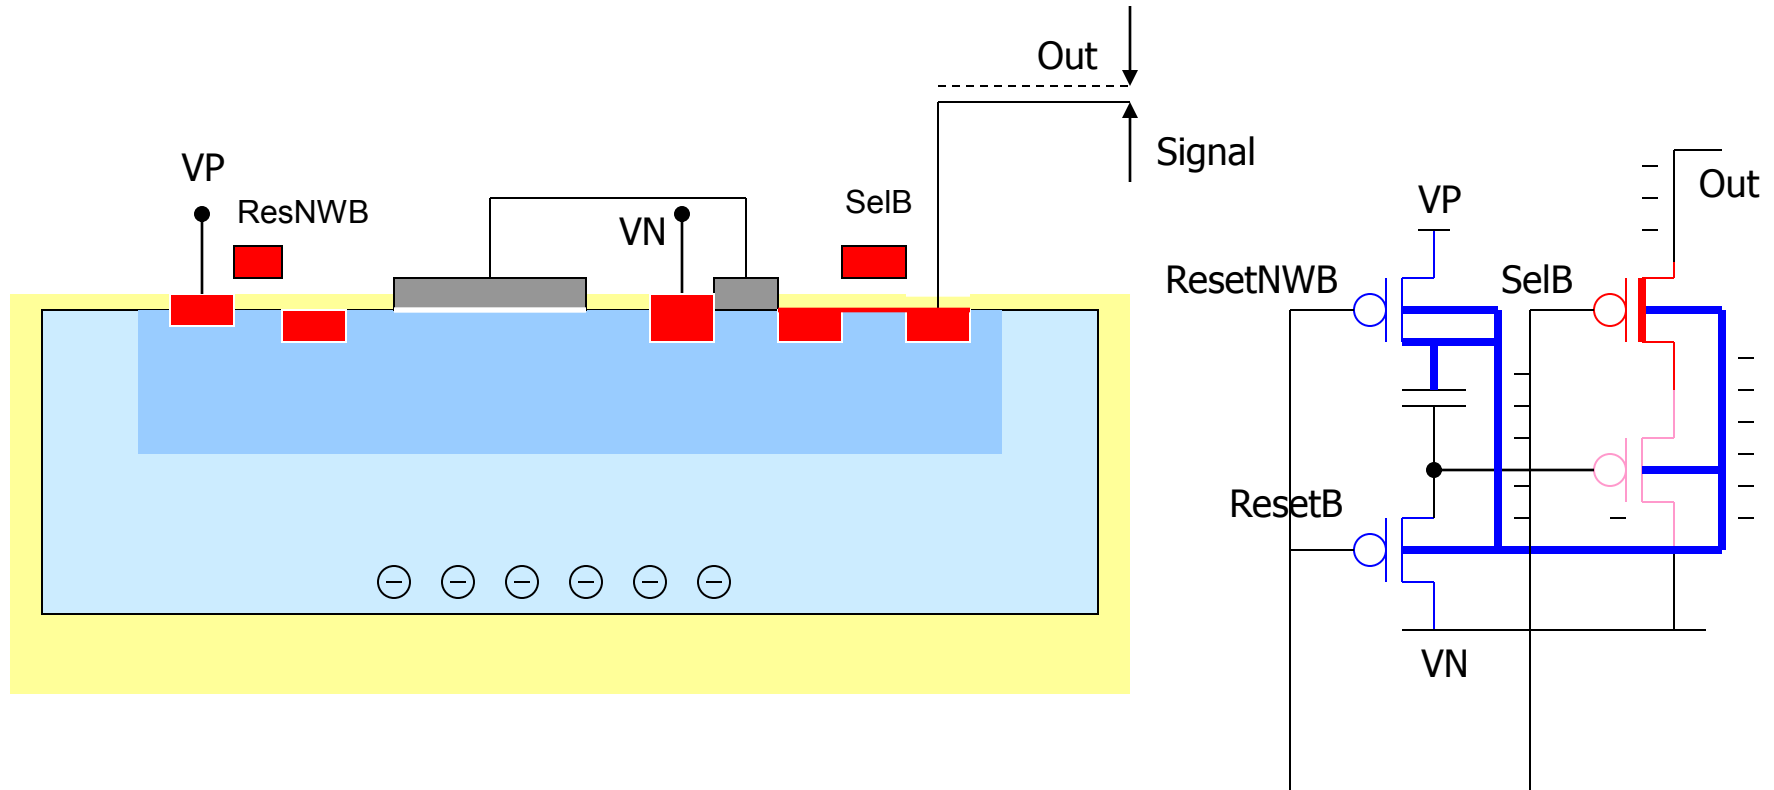 Out
Signal
VP
ResNWB
VN
SelB
Out
VP
ResetNWB
SelB
ResetB
VN